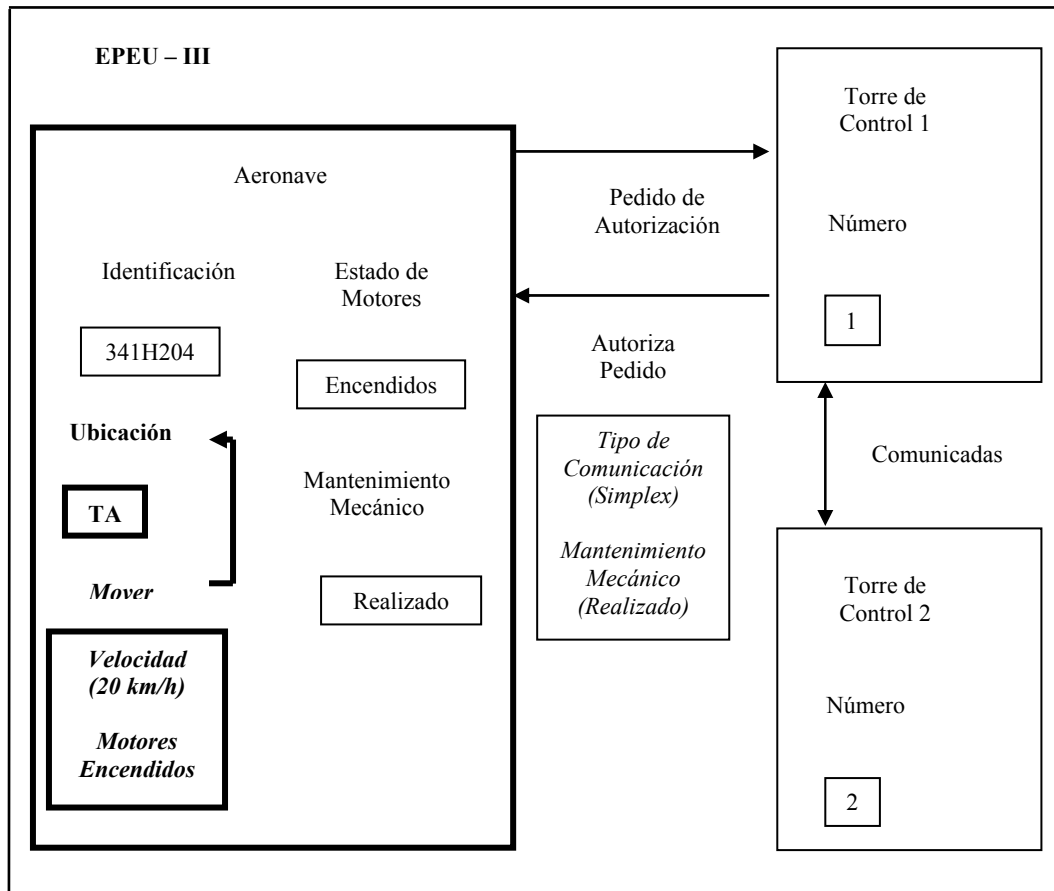 EPEU – III
Aeronave
Identificación
341H204
Estado de
Motores
Encendidos
Ubicación
TA
Mover
Velocidad
(20 km/h)
Motores
Encendidos
Mantenimiento
Mecánico
Realizado
Pedido de
Autorización
Autoriza
Pedido
Tipo de
Comunicación
(Simplex)
Mantenimiento
Mecánico
(Realizado)
Torre de
Control 1
Número
1
Comunicadas
Torre de
Control 2
Número
2